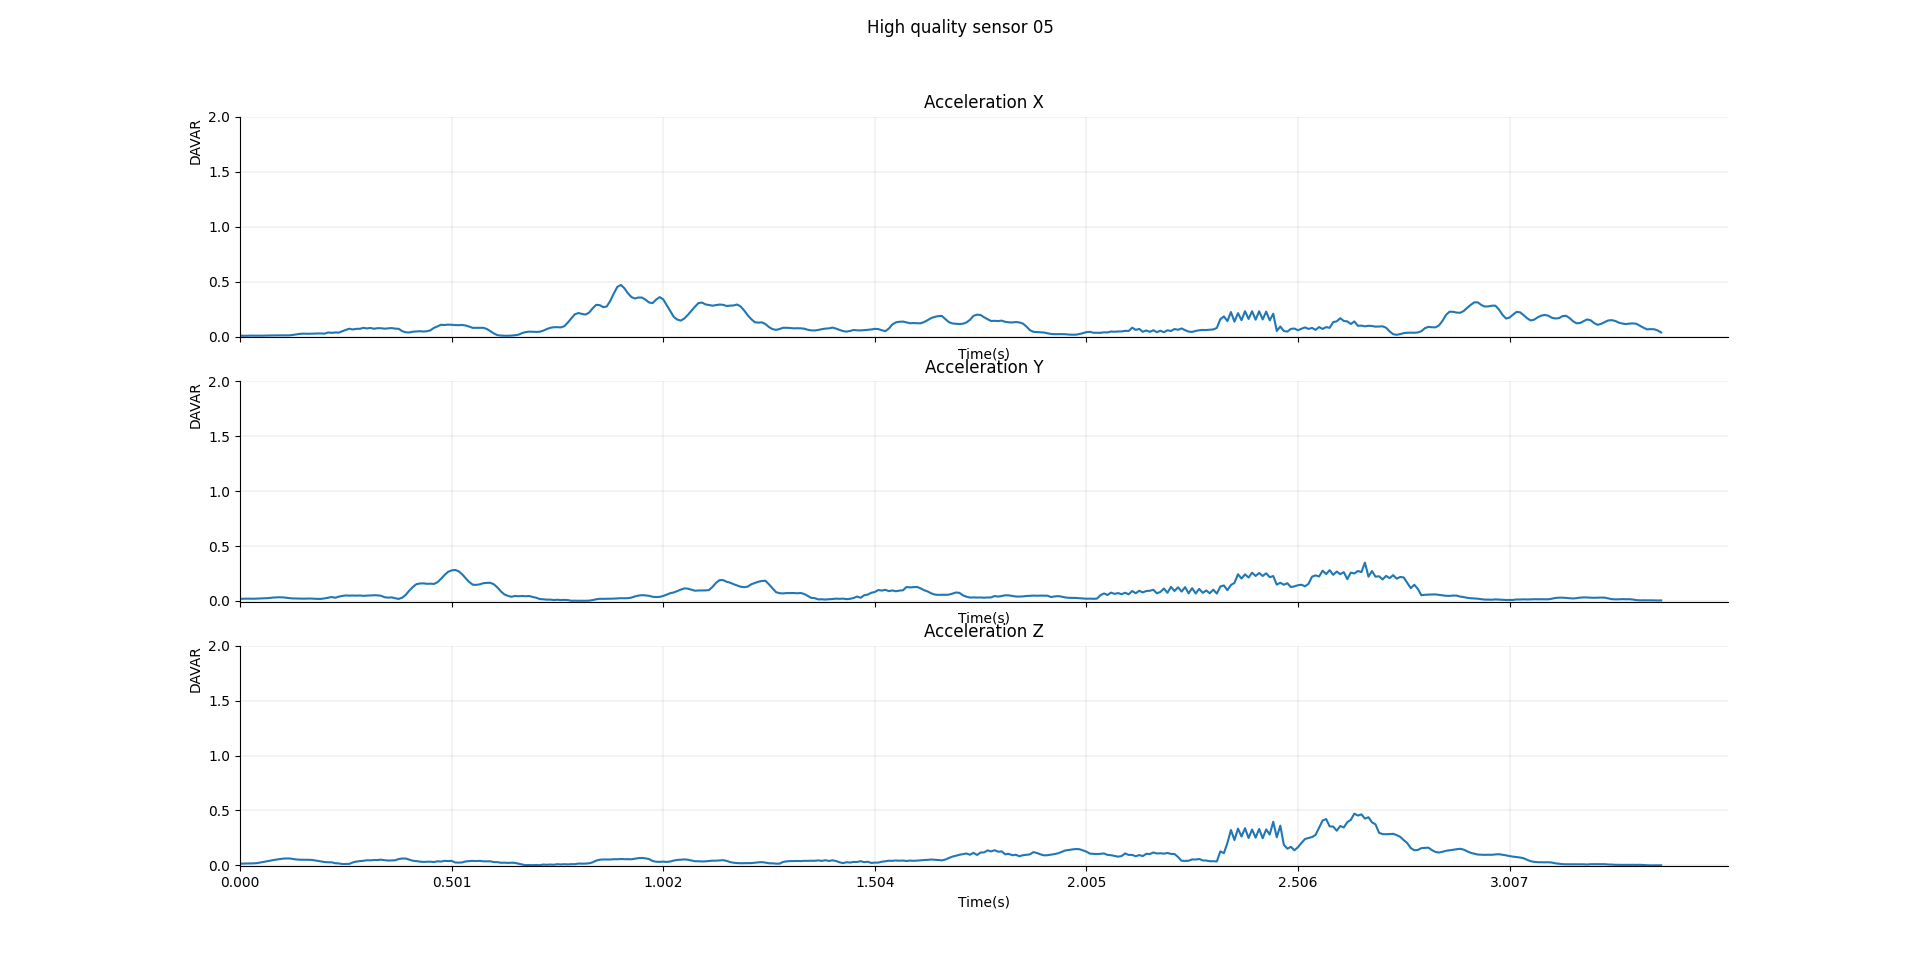 High quality sensor 05
Acceleration X
DAVAR
2.0
1.5
1.0
0.5
0.0
Time(s)
Acceleration Y
DAVAR
2.0
1.5
1.0
0.5
0.0
Time(s)
Acceleration Z
DAVAR
2.0
1.5
1.0
0.5
0.0
0.000 0.501 1.002 1.504 2.005 2.506 3.007
Time(s)